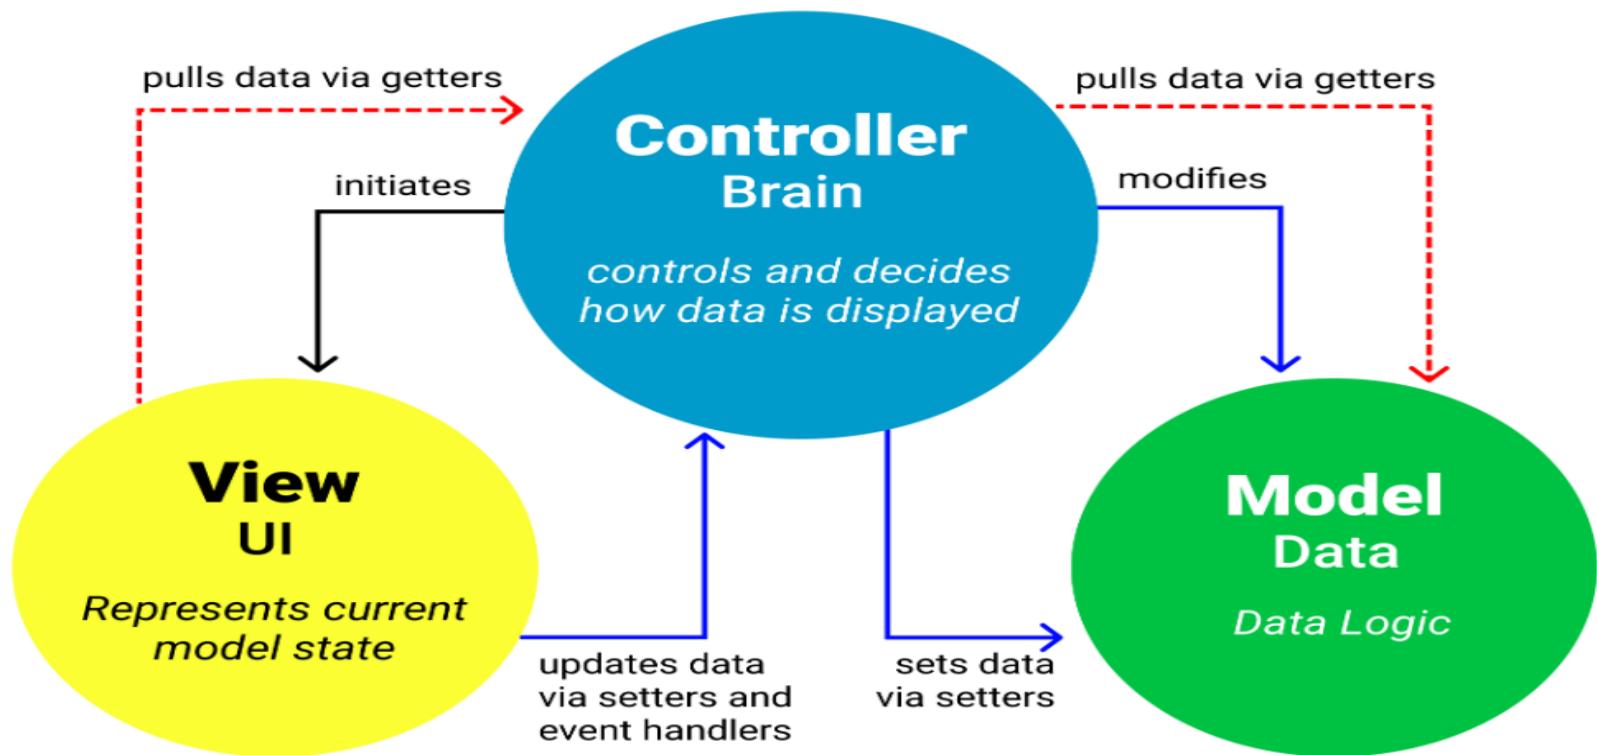 pulls data via getters
pulls data via getters
Controller
Brain
controls and decides
how data is displayed
initiates
modifies
View
UI
Represents current
model state
Model
Data
Data Logic
updates data
via setters and
event handlers
sets data
via setters